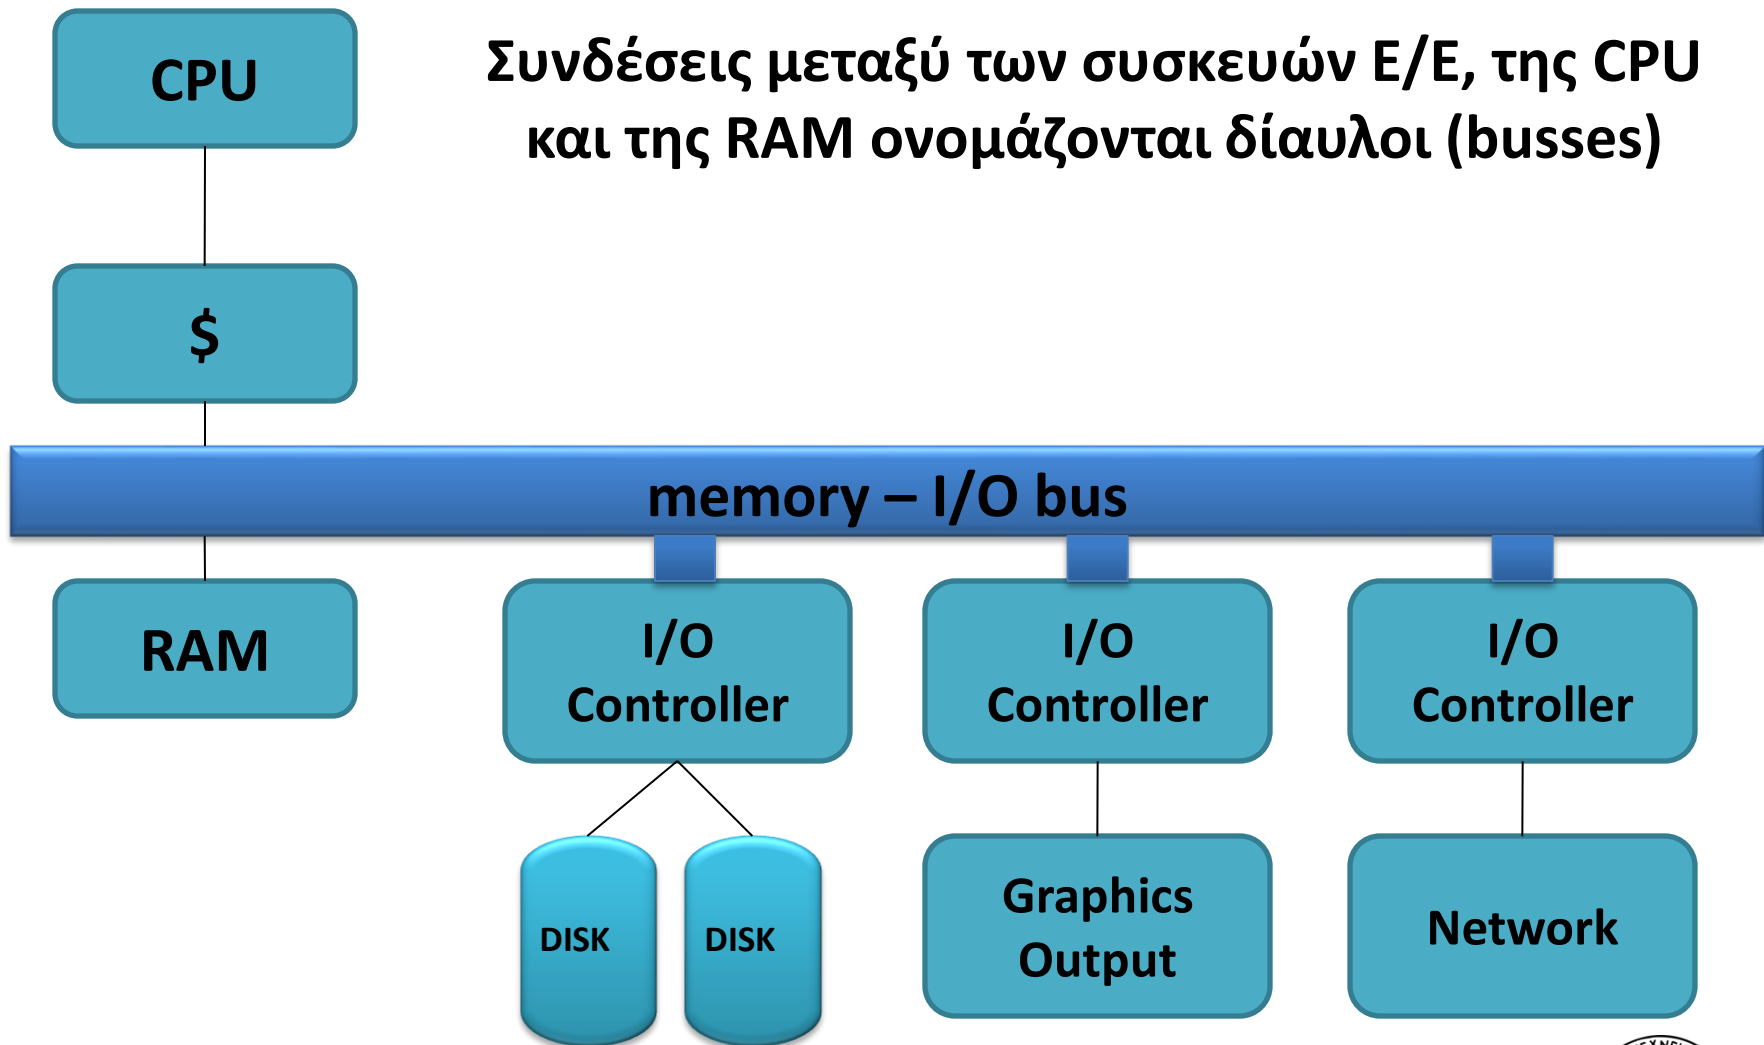 CPU
Συνδέσεις μεταξύ των συσκευών Ε/Ε, της CPU
και της RAM ονομάζονται δίαυλοι (busses)
$
memory – I/O bus
RAM
I/O
Controller
I/O
Controller
I/O
Controller
DISK
DISK
Graphics
Output
Network